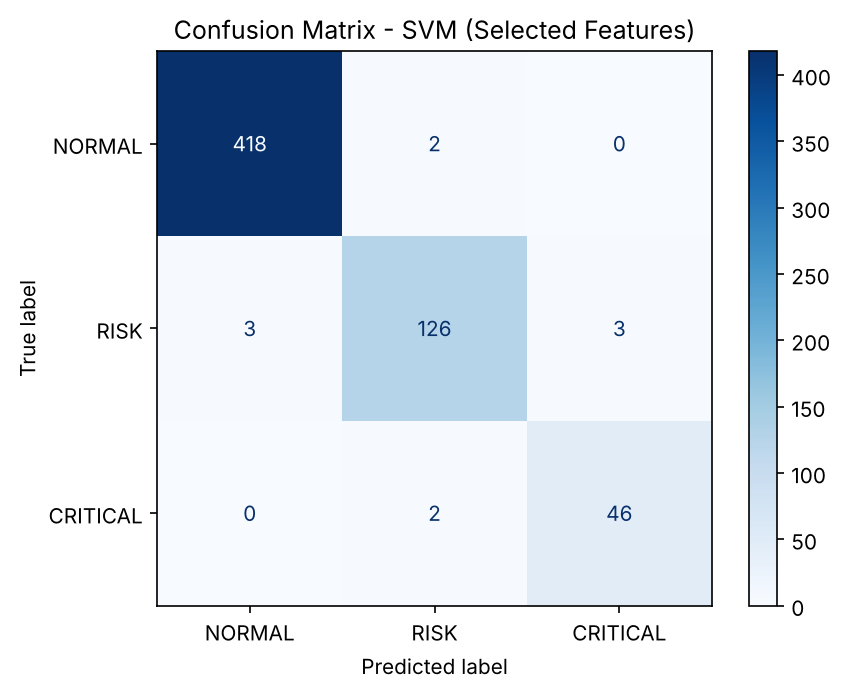 Confusion Matrix - SVM (Selected Features)
True label
NORMAL
RISK
CRITICAL
418 2 0
3 126 3
0 2 46
NORMAL RISK CRITICAL
Predicted label
400
350
300
250
200
150
100
50
0